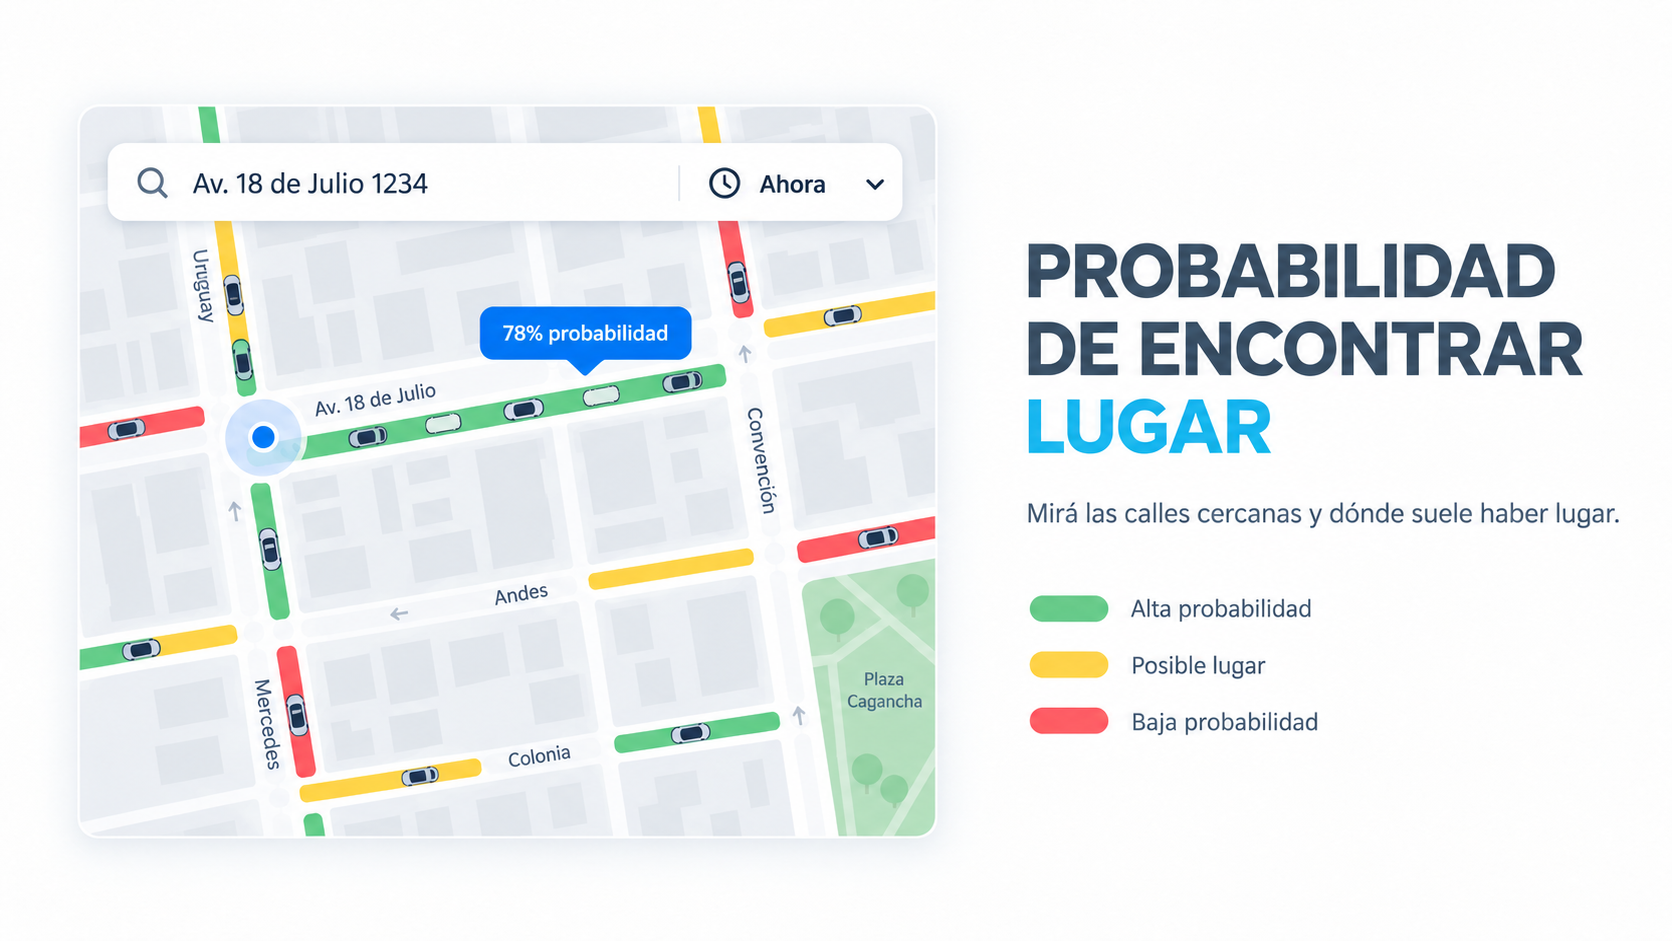 Av. 18 de Julio 1234
Ahora
Uruguay
78% probabilidad
Av. 18 de Julio
Convención
Andes
Mercedes
Colonia
Plaza
Cagancha
PROBABILIDAD
DE ENCONTRAR
LUGAR
Mirá las calles cercanas y dónde suele haber lugar.
Alta probabilidad
Posible lugar
Baja probabilidad